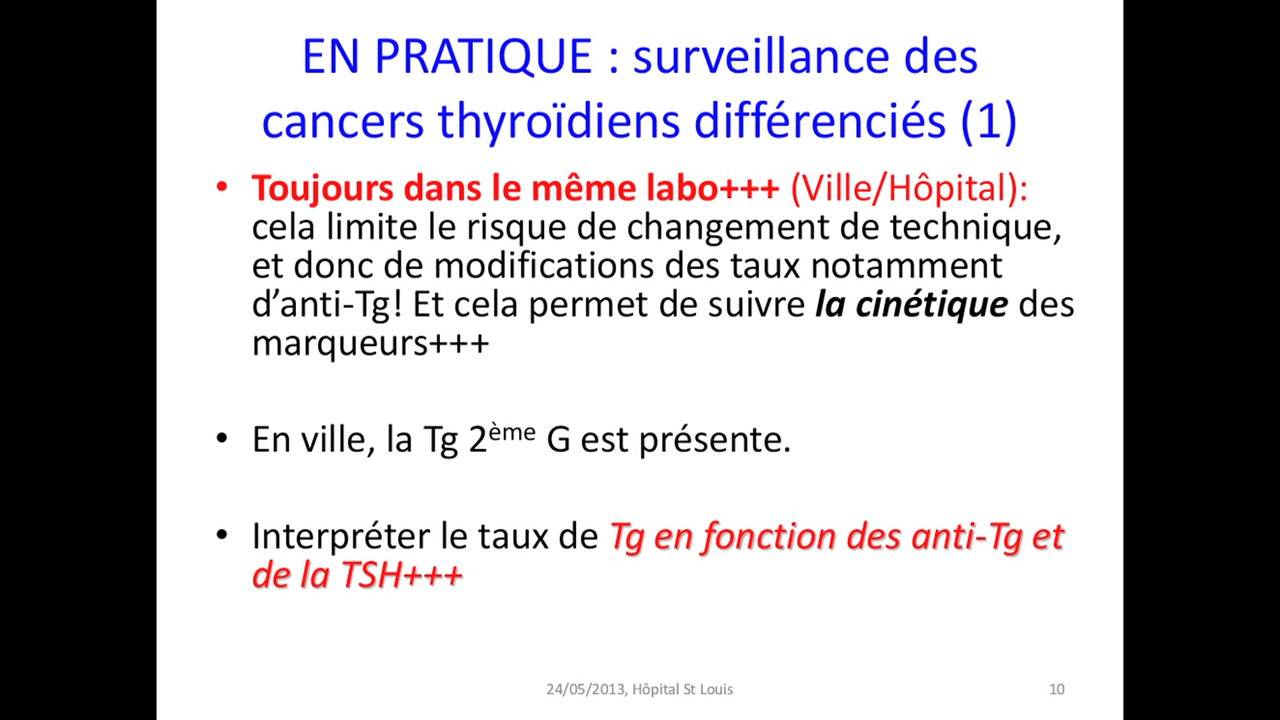 EN PRATIQUE : surveillance des
cancers thyroïdiens différenciés (1)
• Toujours dans le même labo+++ (Ville/Hôpital):
cela limite le risque de changement de technique,
et donc de modifications des taux notamment
d’anti-Tg! Et cela permet de suivre la cinétique des
marqueurs+++
• En ville, la Tg 2ème G est présente.
• Interpréter le taux de Tg en fonction des anti-Tg et
de la TSH+++
24/05/2013, Hôpital St Louis
10